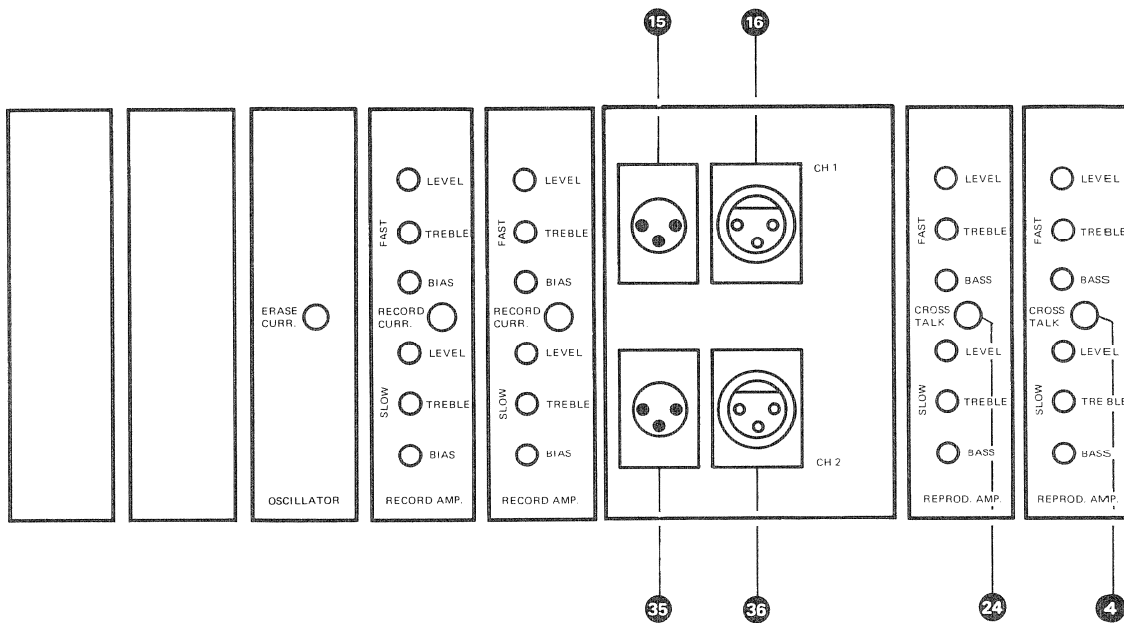 15 16
OSCILLATOR
ERASE CURR.
FAST
LEVEL
TREBLE
BIAS
RECORD CURR.
SLOW
LEVEL
TREBLE
BIAS
RECORD AMP.
FAST
LEVEL
TREBLE
BIAS
RECORD CURR.
SLOW
LEVEL
TREBLE
BIAS
RECORD AMP.
CH 1
CH 2
FAST
LEVEL
TREBLE
BASS
CROSS TALK
SLOW
LEVEL
TREBLE
BASS
REPROD. AMP.
FAST
LEVEL
TREBLE
BASS
CROSS TALK
SLOW
LEVEL
TREBLE
BASS
REPROD. AMP.
35 36 24 4